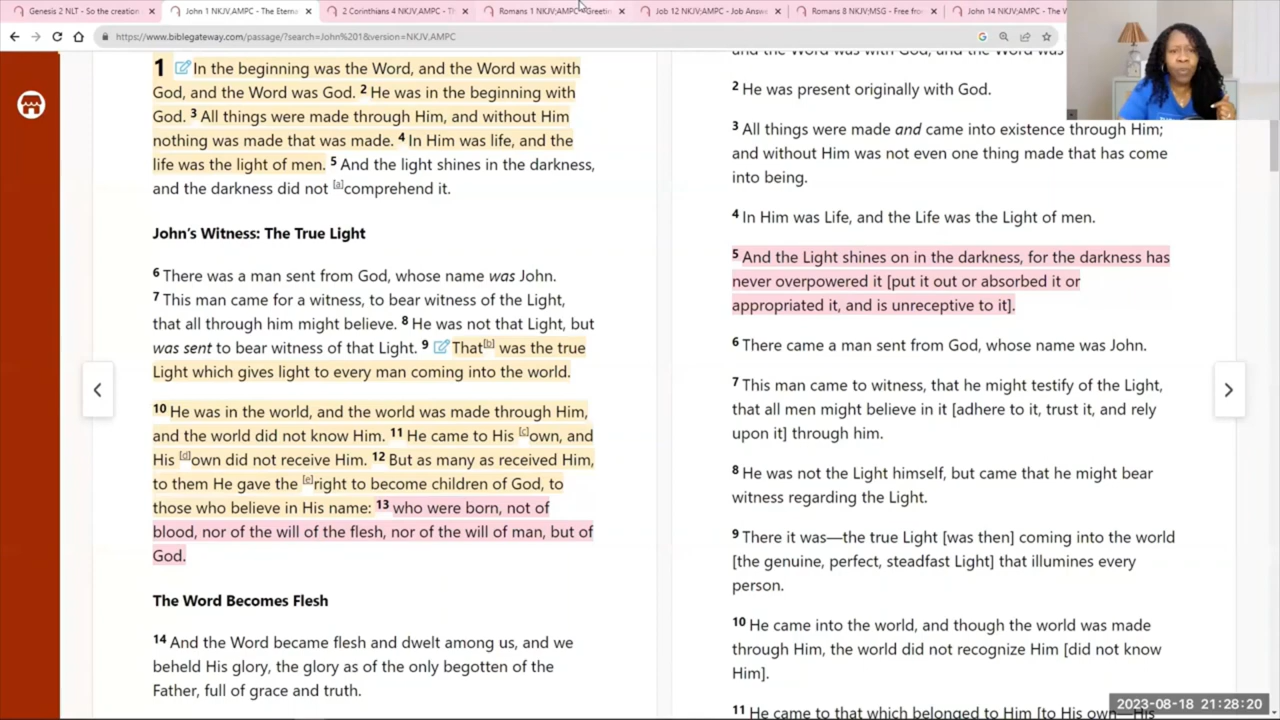 Genesis 2 NLT - So the creation
John 1 NKJV,AMPC - The Eterna
2 Corinthians 4 NKJV,AMPC - Th
Romans 1 NKJV,AMPC - Greetin
Job 12 NKJV,AMPC - Job Answe
Romans 8 NKJV;MSG - Free fro
John 14 NKJV,AMPC - The W
https://www.biblegateway.com/passage/?search=John%201&version=NKJV,AMPC
1 In the beginning was the Word, and the Word was with
God, and the Word was God. 2 He was in the beginning with
God. 3 All things were made through Him, and without Him
nothing was made that was made. 4 In Him was life, and the
life was the light of men. 5 And the light shines in the darkness,
and the darkness did not [a]comprehend it.
John's Witness: The True Light
6 There was a man sent from God, whose name was John.
7 This man came for a witness, to bear witness of the Light,
that all through him might believe. 8 He was not that Light, but
was sent to bear witness of that Light. 9 That[b] was the true
Light which gives light to every man coming into the world.
10 He was in the world, and the world was made through Him,
and the world did not know Him. 11 He came to His [c]own, and
His [d]own did not receive Him. 12 But as many as received Him,
to them He gave the [e]right to become children of God, to
those who believe in His name: 13 who were born, not of
blood, nor of the will of the flesh, nor of the will of man, but of
God.
The Word Becomes Flesh
14 And the Word became flesh and dwelt among us, and we
beheld His glory, the glory as of the only begotten of the
Father, full of grace and truth.
and the Word was with God, and the Word was
2 He was present originally with God.
3 All things were made and came into existence through Him;
and without Him was not even one thing made that has come
into being.
4 In Him was Life, and the Life was the Light of men.
5 And the Light shines on in the darkness, for the darkness has
never overpowered it [put it out or absorbed it or
appropriated it, and is unreceptive to it].
6 There came a man sent from God, whose name was John.
7 This man came to witness, that he might testify of the Light,
that all men might believe in it [adhere to it, trust it, and rely
upon it] through him.
8 He was not the Light himself, but came that he might bear
witness regarding the Light.
9 There it was—the true Light [was then] coming into the world
[the genuine, perfect, steadfast Light] that illumines every
person.
10 He came into the world, and though the world was made
through Him, the world did not recognize Him [did not know
Him].
11 He came to that which belonged to Him [to His own—His
2023-08-18 21:28:20